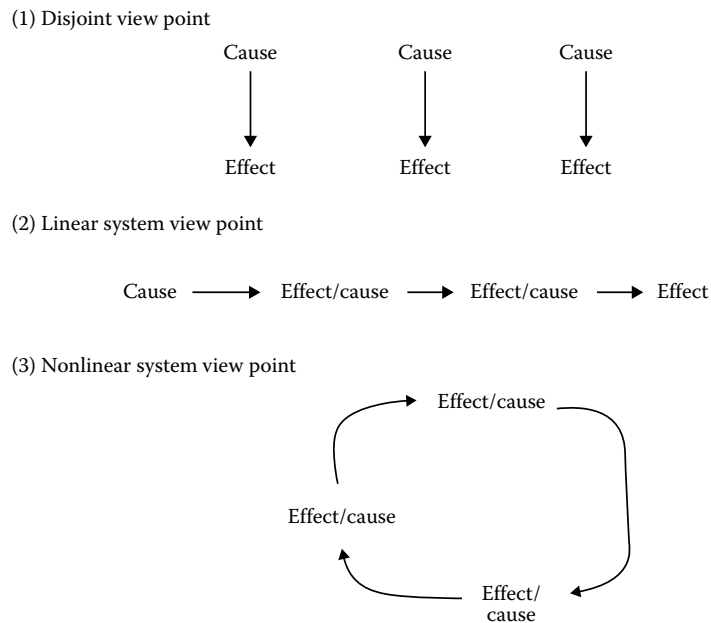 (1) Disjoint view point
Cause Cause Cause
Effect Effect Effect
(2) Linear system view point
Cause Effect/cause Effect/cause Effect
(3) Nonlinear system view point
Effect/cause
Effect/cause
Effect/
cause